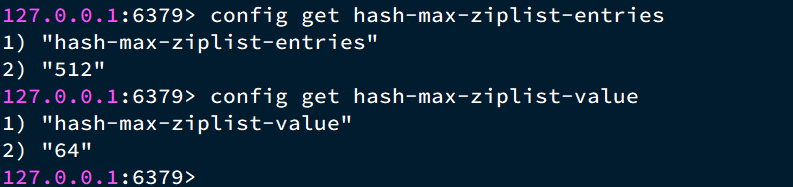 127.0.0.1:6379> config get hash-max-ziplist-entries
1) "hash-max-ziplist-entries"
2) "512"
127.0.0.1:6379> config get hash-max-ziplist-value
1) "hash-max-ziplist-value"
2) "64"
127.0.0.1:6379>